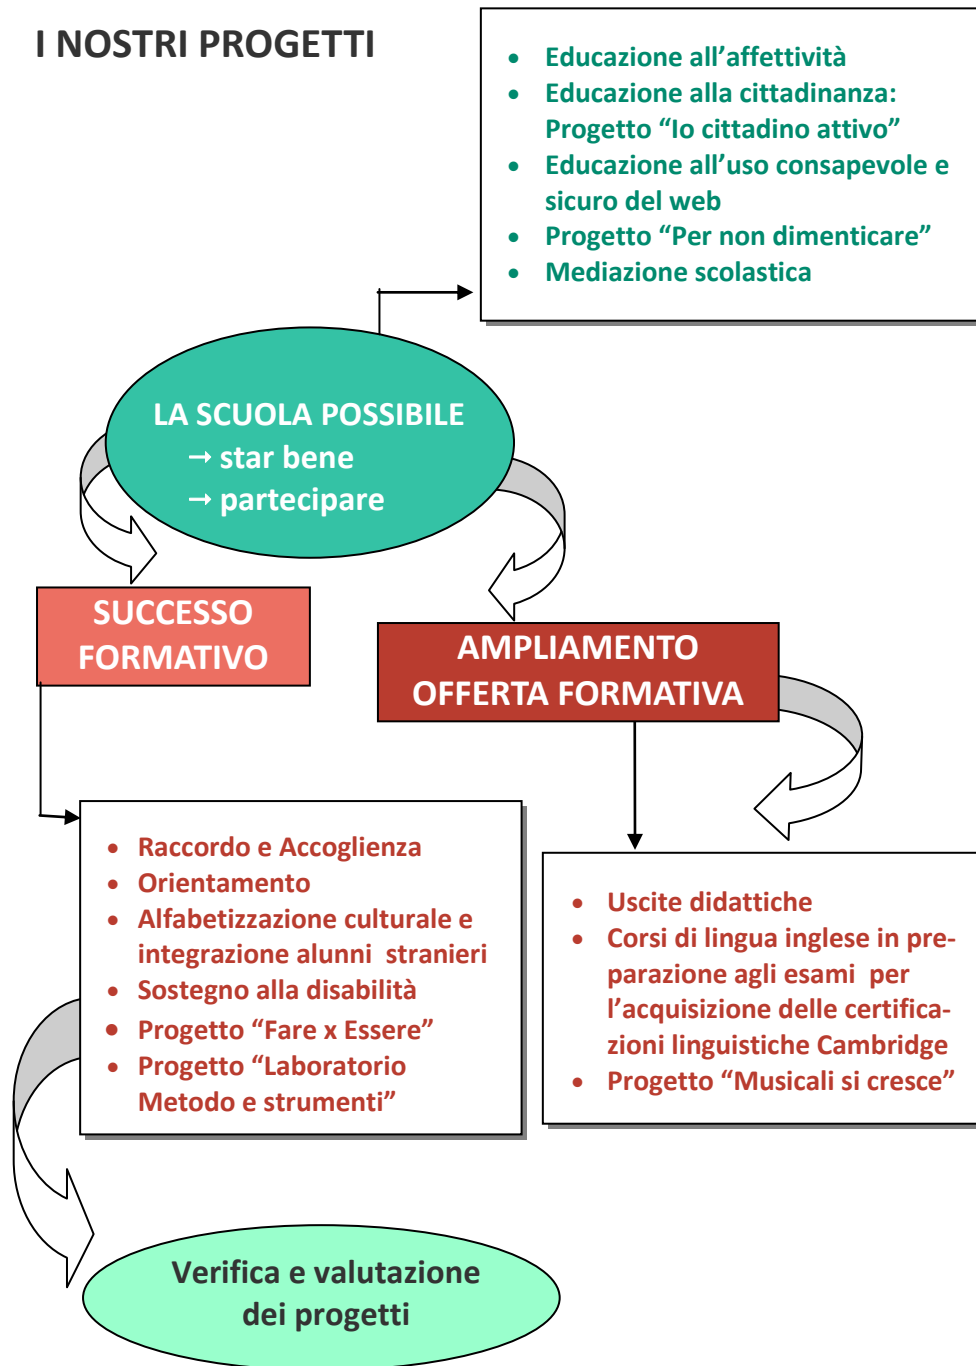 I NOSTRI PROGETTI
• Educazione all’affettività
• Educazione alla cittadinanza:
Progetto “Io cittadino attivo”
• Educazione all’uso consapevole e
sicuro del web
• Progetto “Per non dimenticare”
• Mediazione scolastica
LA SCUOLA POSSIBILE
→ star bene
→ partecipare
SUCCESSO
FORMATIVO
AMPLIAMENTO
OFFERTA FORMATIVA
• Raccordo e Accoglienza
• Orientamento
• Alfabetizzazione culturale e
integrazione alunni  stranieri
• Sostegno alla disabilità
• Progetto “Fare x Essere”
• Progetto “Laboratorio
Metodo e strumenti”
• Uscite didattiche
• Corsi di lingua inglese in pre-
parazione agli esami  per
l’acquisizione delle certifica-
zioni linguistiche Cambridge
• Progetto “Musicali si cresce”
Verifica e valutazione
dei progetti